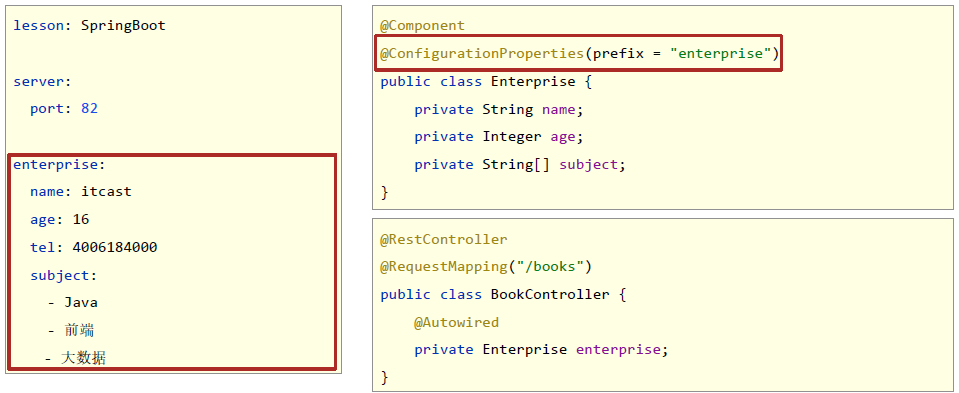 lesson: SpringBoot
server:
port: 82
enterprise:
name: itcast
age: 16
tel: 4006184000
subject:
- Java
- 前端
- 大数据
@Component
@ConfigurationProperties(prefix = "enterprise")
public class Enterprise {
private String name;
private Integer age;
private String[] subject;
}
@RestController
@RequestMapping("/books")
public class BookController {
@Autowired
private Enterprise enterprise;
}